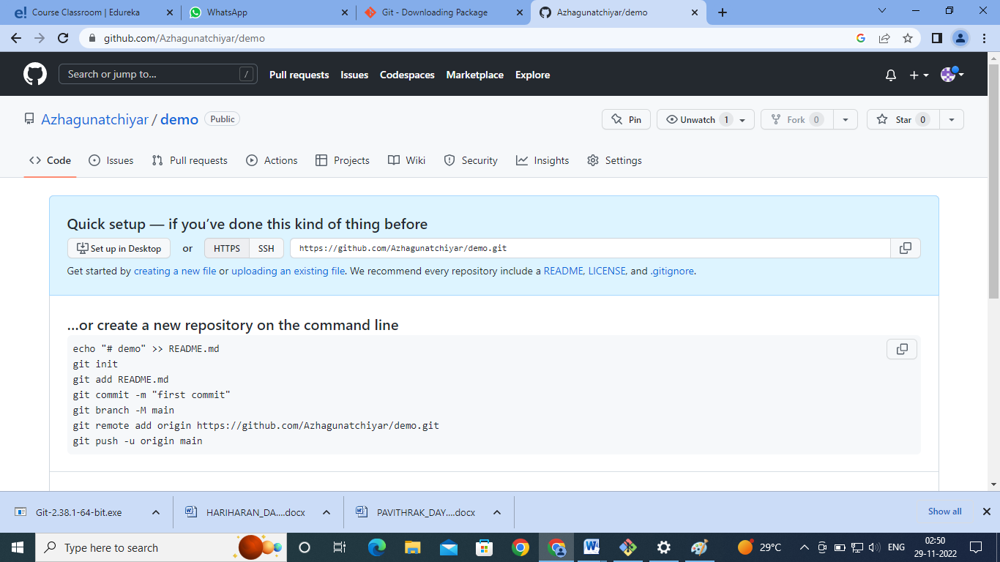 Course Classroom | Edureka
WhatsApp
Git - Downloading Package
Azhagunatchiyar/demo
github.com/Azhagunatchiyar/demo
Search or jump to...
/
Pull requests Issues Codespaces Marketplace Explore
Azhagunatchiyar / demo Public
Pin
Unwatch 1
Fork 0
Star 0
Code Issues Pull requests Actions Projects Wiki Security Insights Settings
Quick setup — if you’ve done this kind of thing before
Set up in Desktop or HTTPS SSH https://github.com/Azhagunatchiyar/demo.git
Get started by creating a new file or uploading an existing file. We recommend every repository include a README, LICENSE, and .gitignore.
…or create a new repository on the command line
echo "# demo" >> README.md
git init
git add README.md
git commit -m "first commit"
git branch -M main
git remote add origin https://github.com/Azhagunatchiyar/demo.git
git push -u origin main
Git-2.38.1-64-bit.exe
HARIHARAN_DA....docx
PAVITHRAK_DAY....docx
Show all
Type here to search
29°C
ENG
02:50
29-11-2022